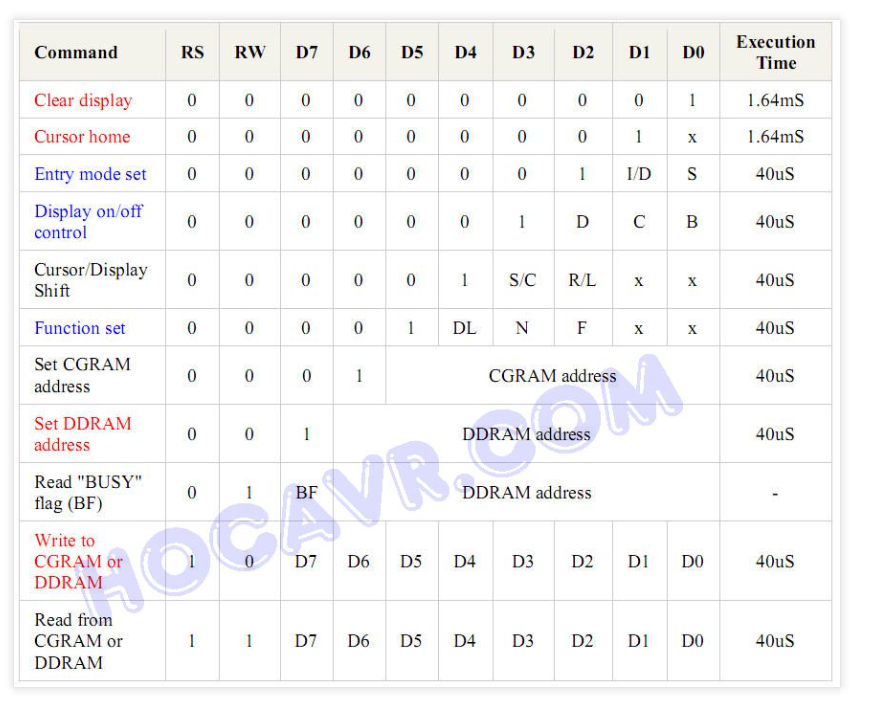 Command RS RW D7 D6 D5 D4 D3 D2 D1 D0 Execution Time
Clear display 0 0 0 0 0 0 0 0 0 1 1.64mS
Cursor home 0 0 0 0 0 0 0 0 1 x 1.64mS
Entry mode set 0 0 0 0 0 0 0 1 I/D S 40uS
Display on/off control 0 0 0 0 0 0 1 D C B 40uS
Cursor/Display Shift 0 0 0 0 0 1 S/C R/L x x 40uS
Function set 0 0 0 0 1 DL N F x x 40uS
Set CGRAM address 0 0 0 1 CGRAM address 40uS
Set DDRAM address 0 0 1 DDRAM address 40uS
Read "BUSY" flag (BF) 0 1 BF DDRAM address -
Write to CGRAM or DDRAM 1 0 D7 D6 D5 D4 D3 D2 D1 D0 40uS
Read from CGRAM or DDRAM 1 1 D7 D6 D5 D4 D3 D2 D1 D0 40uS
HOCAVR.COM